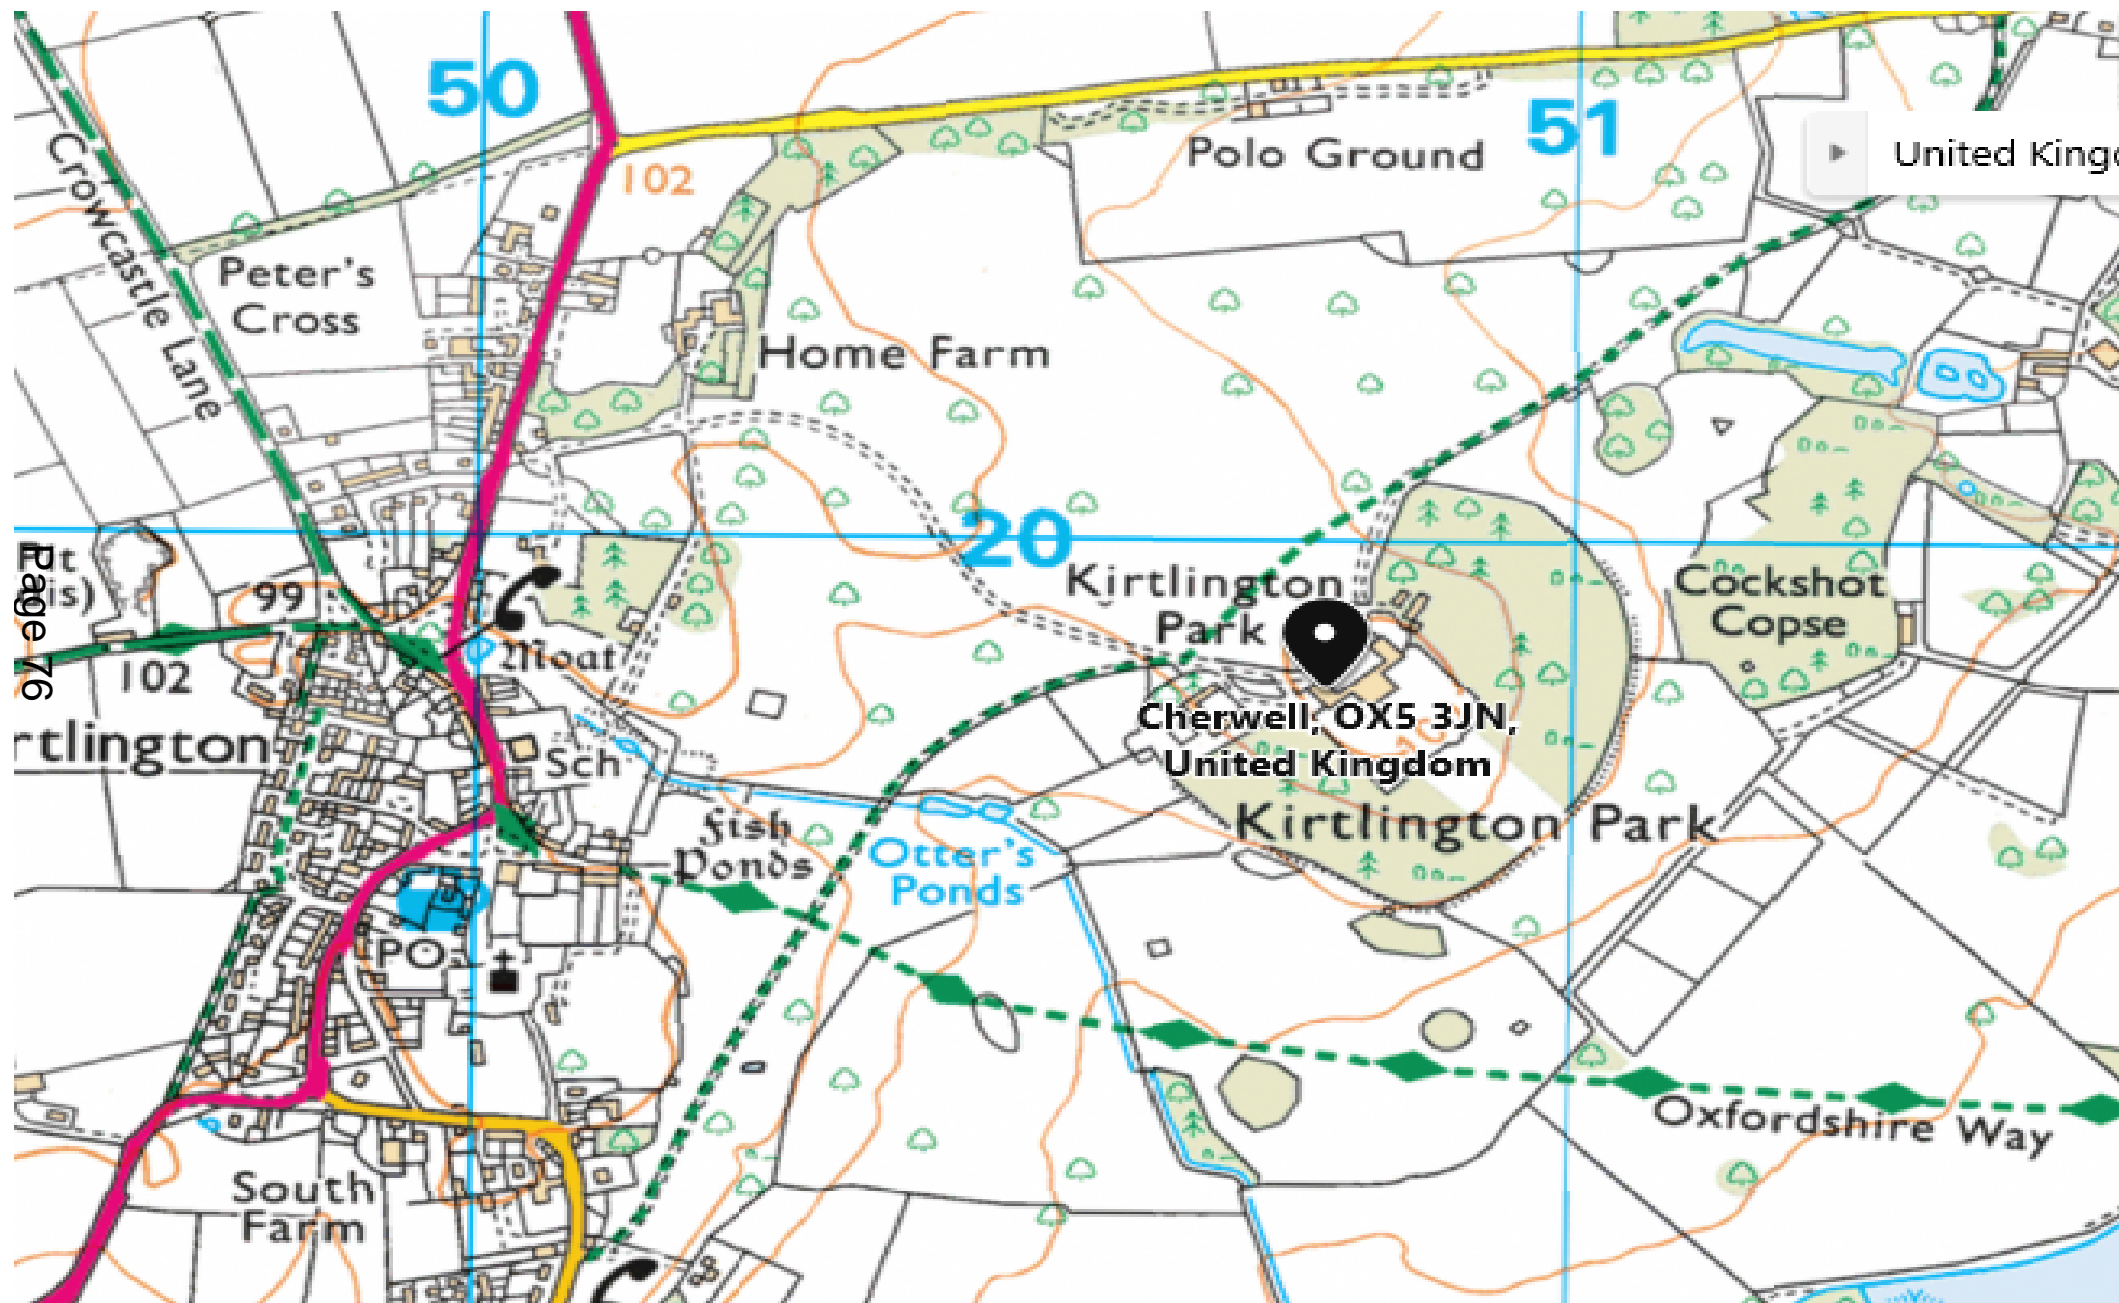 50
51
Polo Ground
United King
102
Crowcastle Lane
Peter's
Cross
Home Farm
20
Kirtlington
Park
Cockshot
Copse
99
Moat
102
Page 76
rtlington
Sch
Cherwell, OX5 3JN,
United Kingdom
Kirtlington Park
Fish
Ponds
Otter's
Ponds
PO
Oxfordshire Way
South
Farm